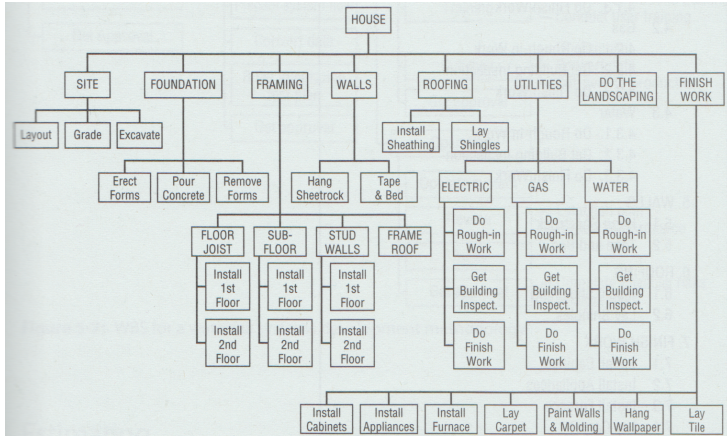 HOUSE
SITE
FOUNDATION
FRAMING
WALLS
ROOFING
UTILITIES
DO THE
LANDSCAPING
FINISH
WORK
Layout
Grade
Excavate
Install
Sheathing
Lay
Shingles
Erect
Forms
Pour
Concrete
Remove
Forms
Hang
Sheetrock
Tape
& Bed
ELECTRIC
GAS
WATER
FLOOR
JOIST
SUB-
FLOOR
STUD
WALLS
FRAME
ROOF
Do
Rough-in
Work
Do
Rough-in
Work
Do
Rough-in
Work
Install
1st
Floor
Install
1st
Floor
Install
1st
Floor
Get
Building
Inspect.
Get
Building
Inspect.
Get
Building
Inspect.
Install
2nd
Floor
Install
2nd
Floor
Install
2nd
Floor
Do
Finish
Work
Do
Finish
Work
Do
Finish
Work
Install
Cabinets
Install
Appliances
Install
Furnace
Lay
Carpet
Paint Walls
& Molding
Hang
Wallpaper
Lay
Tile